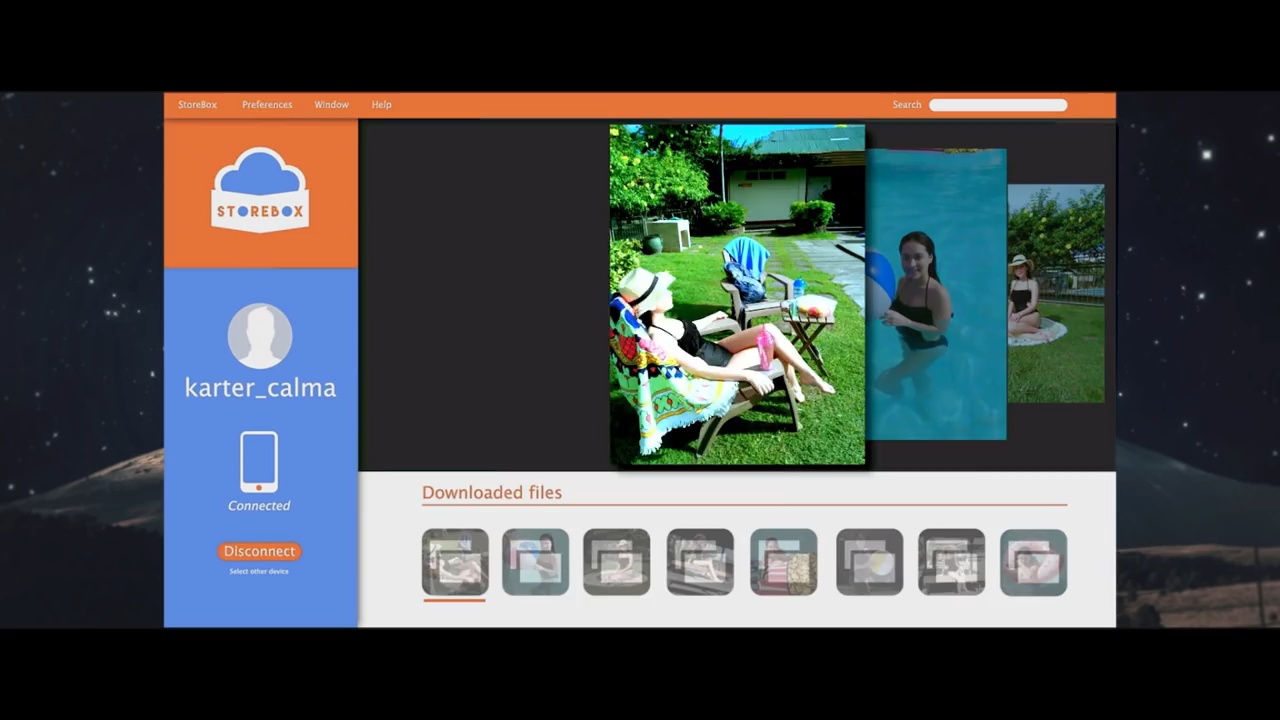 StoreBox Preferences Window Help Search
STOREBOX
karter_calma
Connected
Disconnect
Select other device
Downloaded files